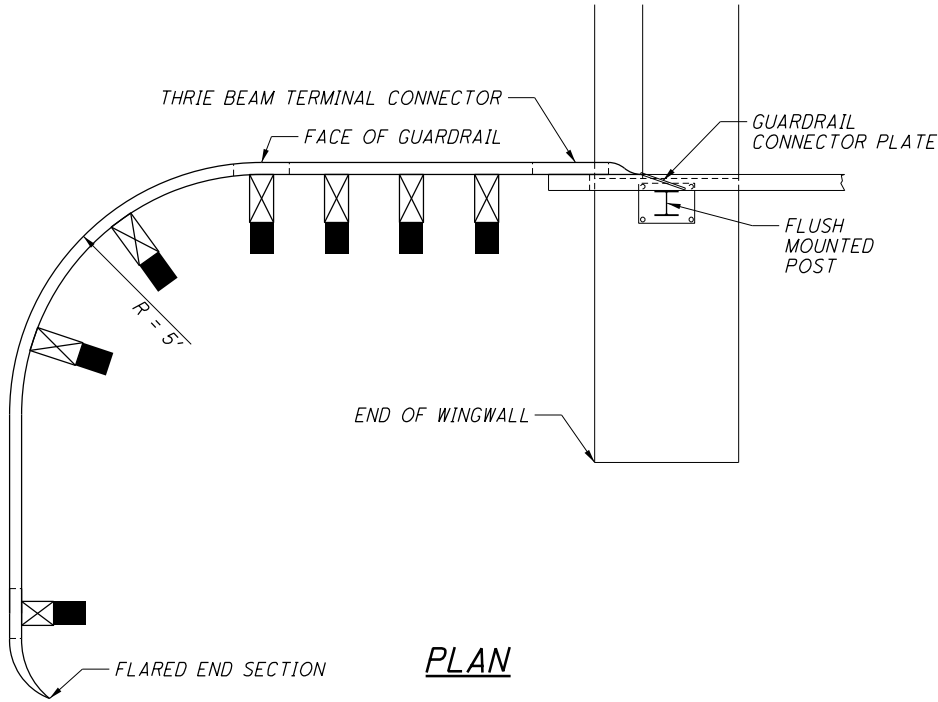 THRIE BEAM TERMINAL CONNECTOR
FACE OF GUARDRAIL
GUARDRAIL
CONNECTOR PLATE
FLUSH
MOUNTED
POST
R = 5'
END OF WINGWALL
PLAN
FLARED END SECTION